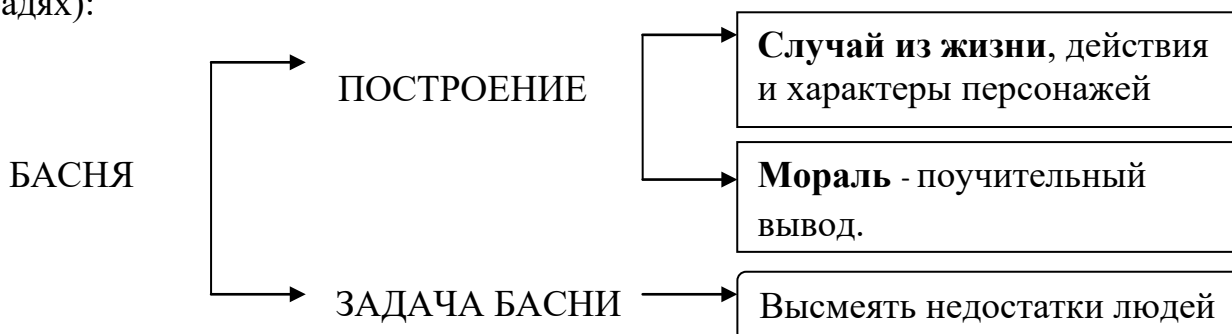 адях):
Случай из жизни, действия
и характеры персонажей
ПОСТРОЕНИЕ
БАСНЯ
Мораль - поучительный
вывод.
ЗАДАЧА БАСНИ
Высмеять недостатки людей